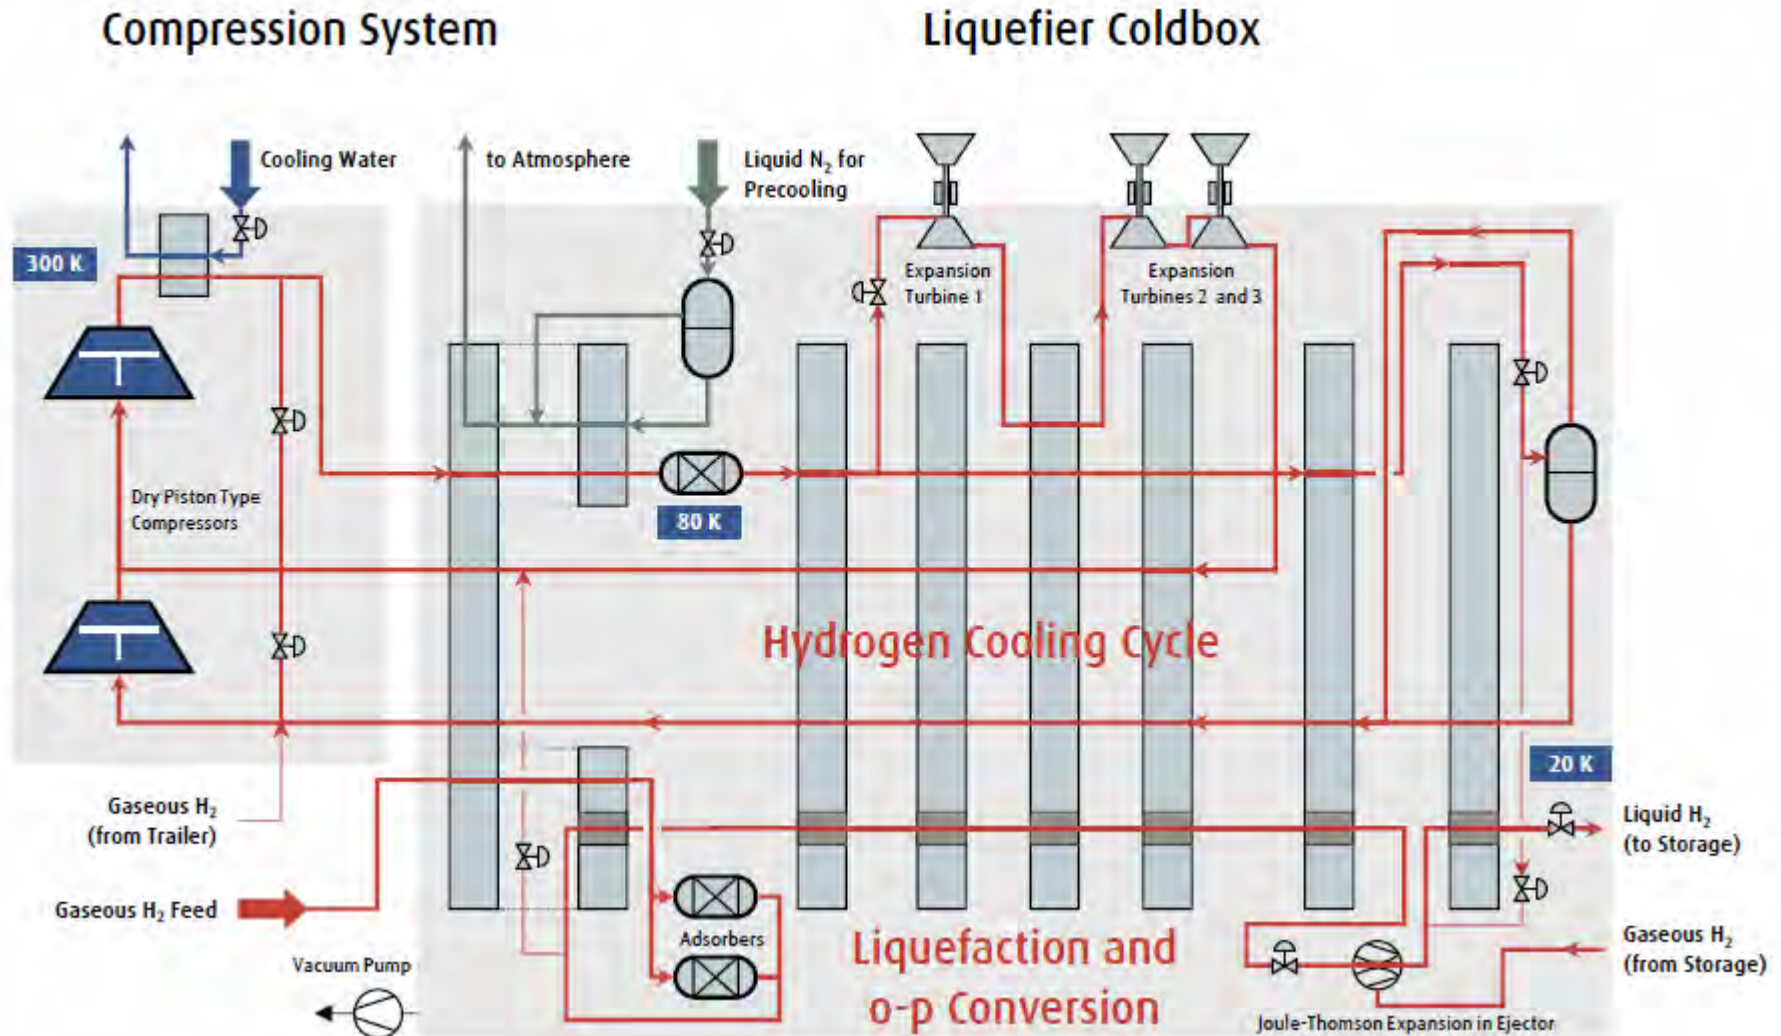 Compression System
Liquefier Coldbox
Cooling Water
to Atmosphere
Liquid N₂ for
Precooling
300 K
Expansion
Turbine 1
Expansion
Turbines 2 and 3
Dry Piston Type
Compressors
80 K
Hydrogen Cooling Cycle
20 K
Gaseous H₂
(from Trailer)
Liquid H₂
(to Storage)
Gaseous H₂ Feed
Adsorbers
Vacuum Pump
Liquefaction and
o-p Conversion
Gaseous H₂
(from Storage)
Joule-Thomson Expansion in Ejector